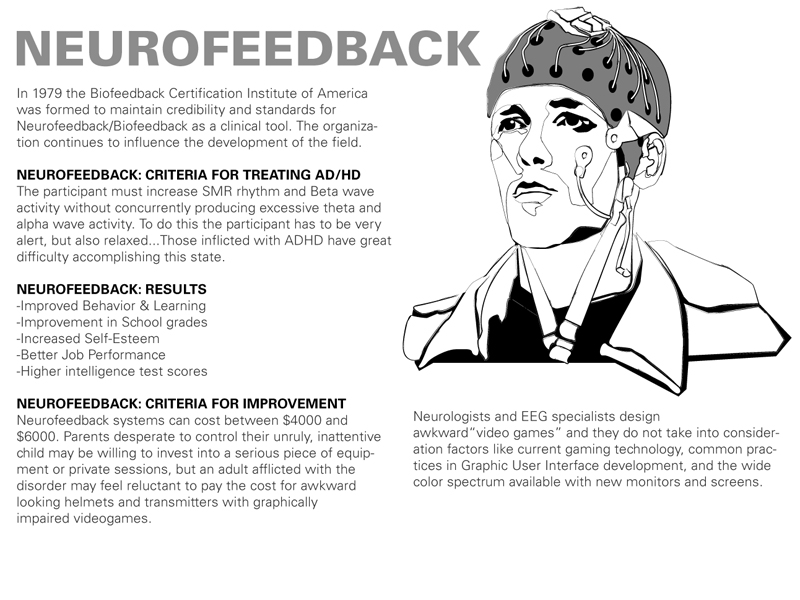 NEUROFEEDBACK
In 1979 the Biofeedback Certification Institute of America
was formed to maintain credibility and standards for
Neurofeedback/Biofeedback as a clinical tool. The organiza-
tion continues to influence the development of the field.
NEUROFEEDBACK: CRITERIA FOR TREATING AD/HD
The participant must increase SMR rhythm and Beta wave
activity without concurrently producing excessive theta and
alpha wave activity. To do this the participant has to be very
alert, but also relaxed...Those inflicted with ADHD have great
difficulty accomplishing this state.
NEUROFEEDBACK: RESULTS
-Improved Behavior & Learning
-Improvement in School grades
-Increased Self-Esteem
-Better Job Performance
-Higher intelligence test scores
NEUROFEEDBACK: CRITERIA FOR IMPROVEMENT
Neurofeedback systems can cost between $4000 and
$6000. Parents desperate to control their unruly, inattentive
child may be willing to invest into a serious piece of equip-
ment or private sessions, but an adult afflicted with the
disorder may feel reluctant to pay the cost for awkward
looking helmets and transmitters with graphically
impaired videogames.
Neurologists and EEG specialists design
awkward"video games" and they do not take into consider-
ation factors like current gaming technology, common prac-
tices in Graphic User Interface development, and the wide
color spectrum available with new monitors and screens.